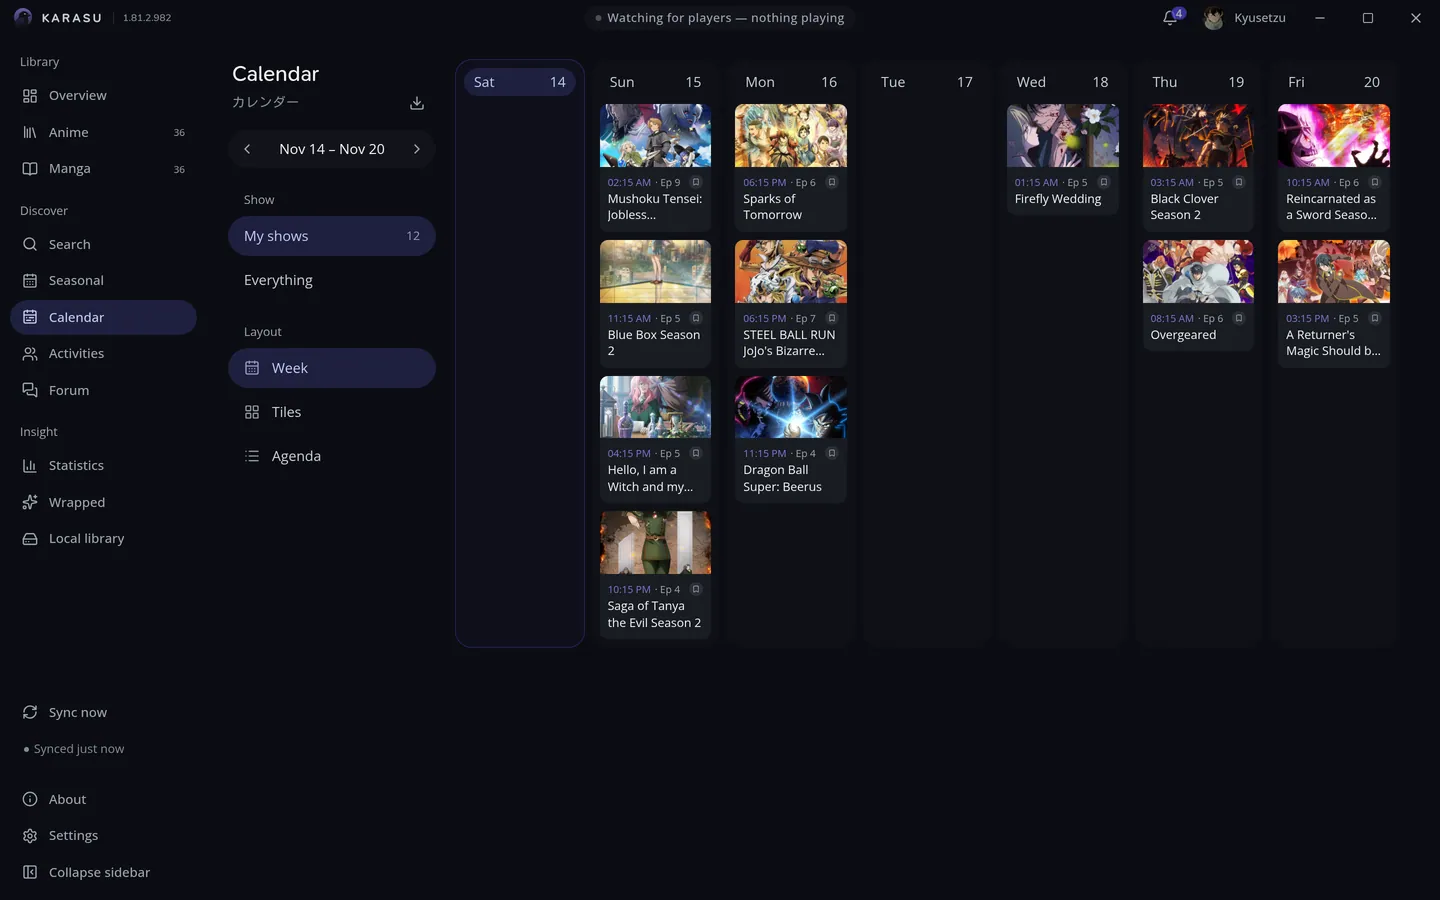 KARASU 1.81.2.982
Watching for players — nothing playing
4
Kyusetzu
Library
Overview
Anime 36
Manga 36
Discover
Search
Seasonal
Calendar
Activities
Forum
Insight
Statistics
Wrapped
Local library
Sync now
Synced just now
About
Settings
Collapse sidebar
Calendar
カレンダー
Nov 14 – Nov 20
Show
My shows 12
Everything
Layout
Week
Tiles
Agenda
Sat 14
Sun 15
02:15 AM · Ep 9
Mushoku Tensei:
Jobless...
11:15 AM · Ep 5
Blue Box Season
2
04:15 PM · Ep 5
Hello, I am a
Witch and my...
10:15 PM · Ep 4
Saga of Tanya
the Evil Season 2
Mon 16
06:15 PM · Ep 6
Sparks of
Tomorrow
06:15 PM · Ep 7
STEEL BALL RUN
JoJo's Bizarre...
11:15 PM · Ep 4
Dragon Ball
Super: Beerus
Tue 17
Wed 18
01:15 AM · Ep 5
Firefly Wedding
Thu 19
03:15 AM · Ep 5
Black Clover
Season 2
08:15 AM · Ep 6
Overgeared
Fri 20
10:15 AM · Ep 6
Reincarnated as
a Sword Seaso...
03:15 PM · Ep 5
A Returner's
Magic Should b...